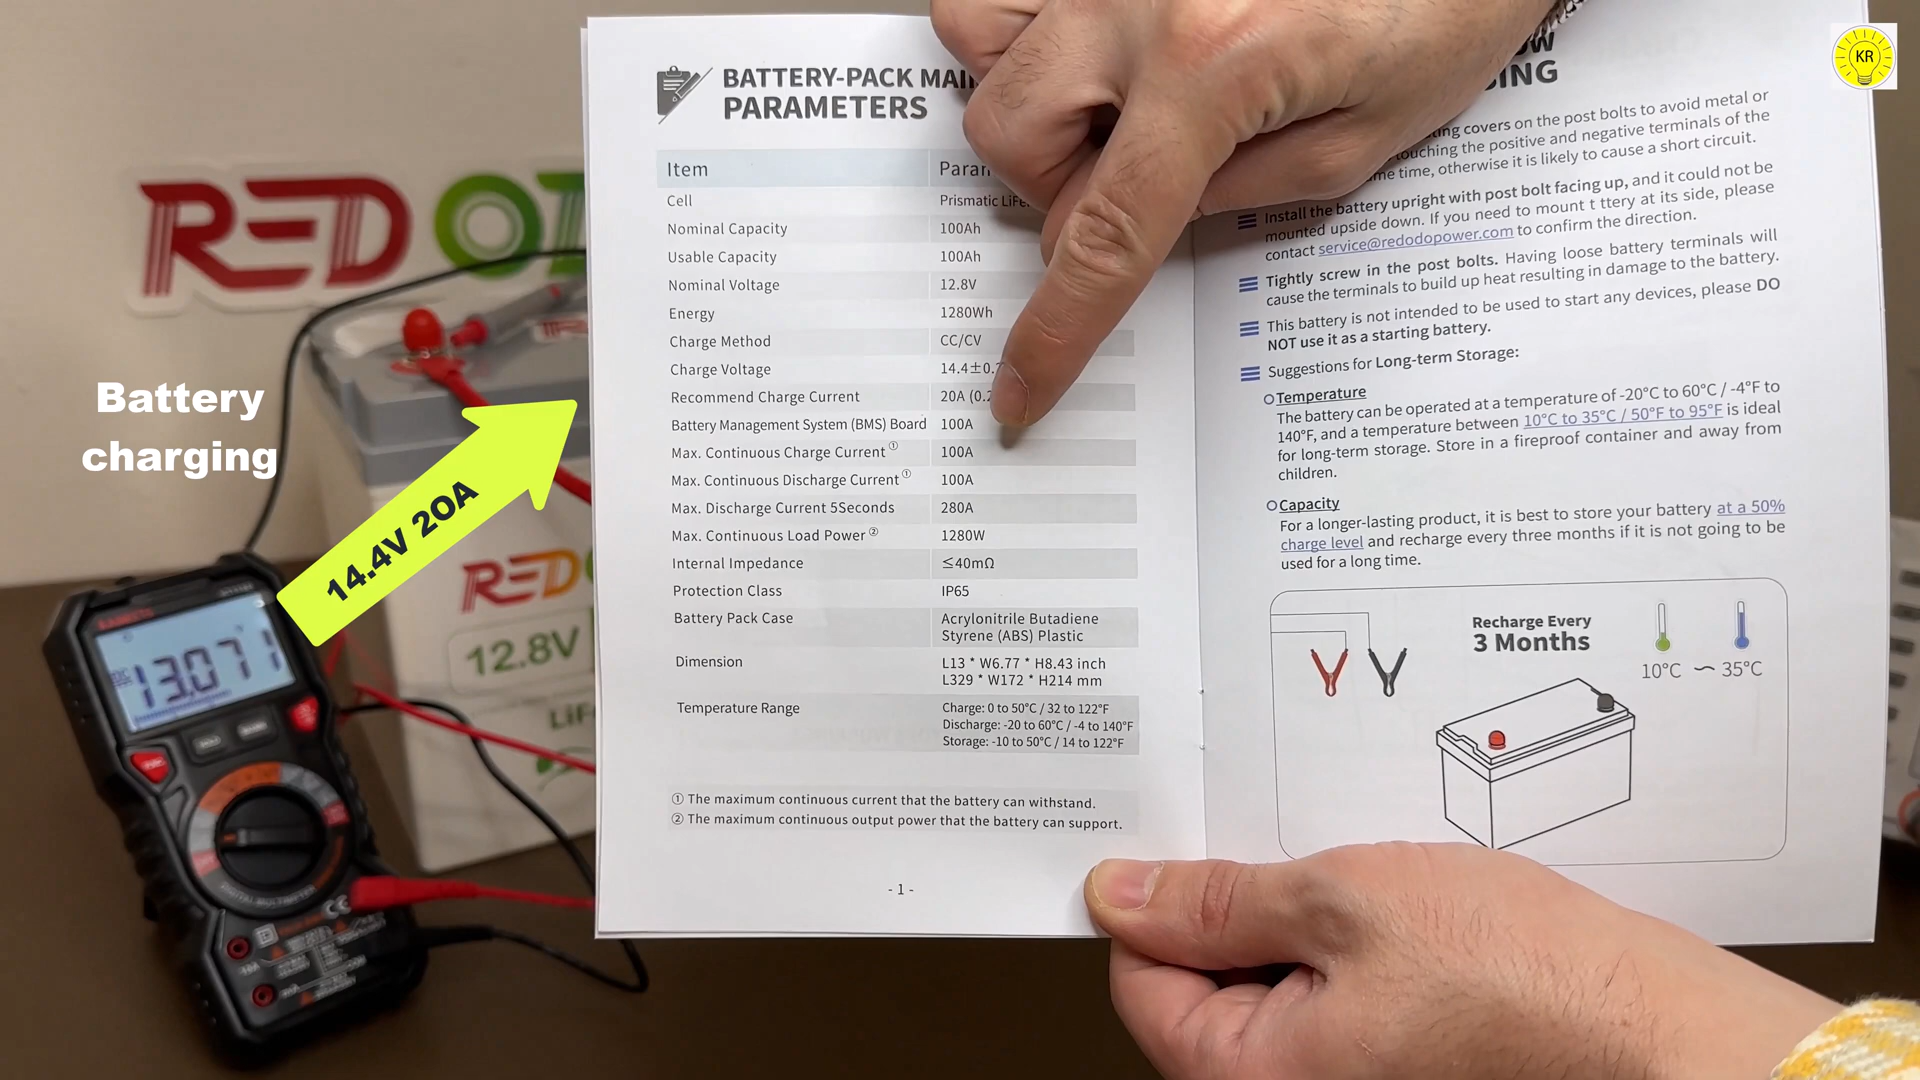 KR
RED
Battery
charging
14.4V 20A
RED
12.8V
13.071
BATTERY-PACK MAI
PARAMETERS
Item
Cell Prismatic
Nominal Capacity 100Ah
Usable Capacity 100Ah
Nominal Voltage 12.8V
Energy 1280Wh
Charge Method CC/CV
Charge Voltage 14.4±0.
Recommend Charge Current 20A (0.2
Battery Management System (BMS) Board 100A
Max. Continuous Charge Current① 100A
Max. Continuous Discharge Current① 100A
Max. Discharge Current 5Seconds 280A
Max. Continuous Load Power② 1280W
Internal Impedance ≤40mΩ
Protection Class IP65
Battery Pack Case Acrylonitrile Butadiene
Styrene (ABS) Plastic
Dimension L13 * W6.77 * H8.43 inch
L329 * W172 * H214 mm
Temperature Range Charge: 0 to 50°C / 32 to 122°F
Discharge: -20 to 60°C / -4 to 140°F
Storage: -10 to 50°C / 14 to 122°F
① The maximum continuous current that the battery can withstand.
② The maximum continuous output power that the battery can support.
- 1 -
covers on the post bolts to avoid metal or
touching the positive and negative terminals of the
time, otherwise it is likely to cause a short circuit.
Install the battery upright with post bolt facing up, and it could not be
mounted upside down. If you need to mount t ttery at its side, please
contact service@redodopower.com to confirm the direction.
Tightly screw in the post bolts. Having loose battery terminals will
cause the terminals to build up heat resulting in damage to the battery.
This battery is not intended to be used to start any devices, please DO
NOT use it as a starting battery.
Suggestions for Long-term Storage:
Temperature
The battery can be operated at a temperature of -20°C to 60°C / -4°F to
140°F, and a temperature between 10°C to 35°C / 50°F to 95°F is ideal
for long-term storage. Store in a fireproof container and away from
children.
Capacity
For a longer-lasting product, it is best to store your battery at a 50%
charge level and recharge every three months if it is not going to be
used for a long time.
Recharge Every
3 Months
10°C ∼ 35°C